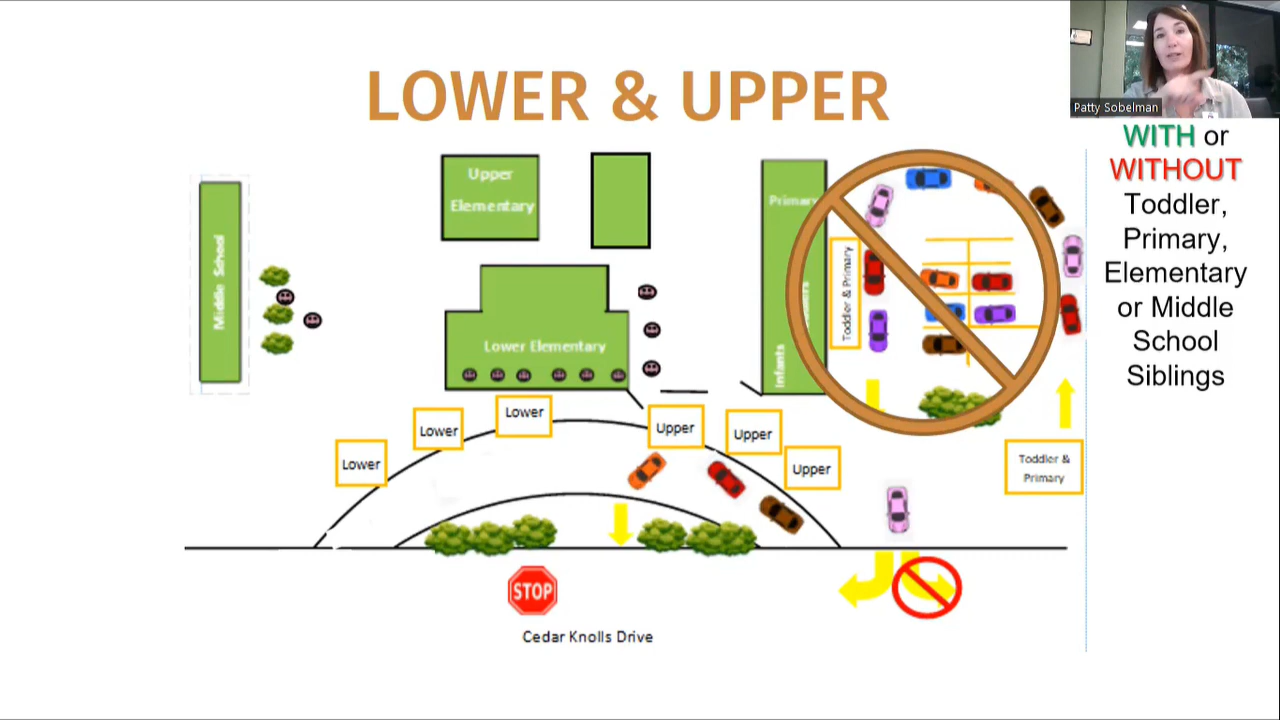 LOWER & UPPER
Patty Sobelman
WITH or
WITHOUT
Toddler,
Primary,
Elementary
or Middle
School
Siblings
Upper
Elementary
Primary
Middle School
Toddler & Primary
Lower Elementary
Infants
Lower
Lower
Lower
Upper
Upper
Upper
Toddler &
Primary
STOP
Cedar Knolls Drive